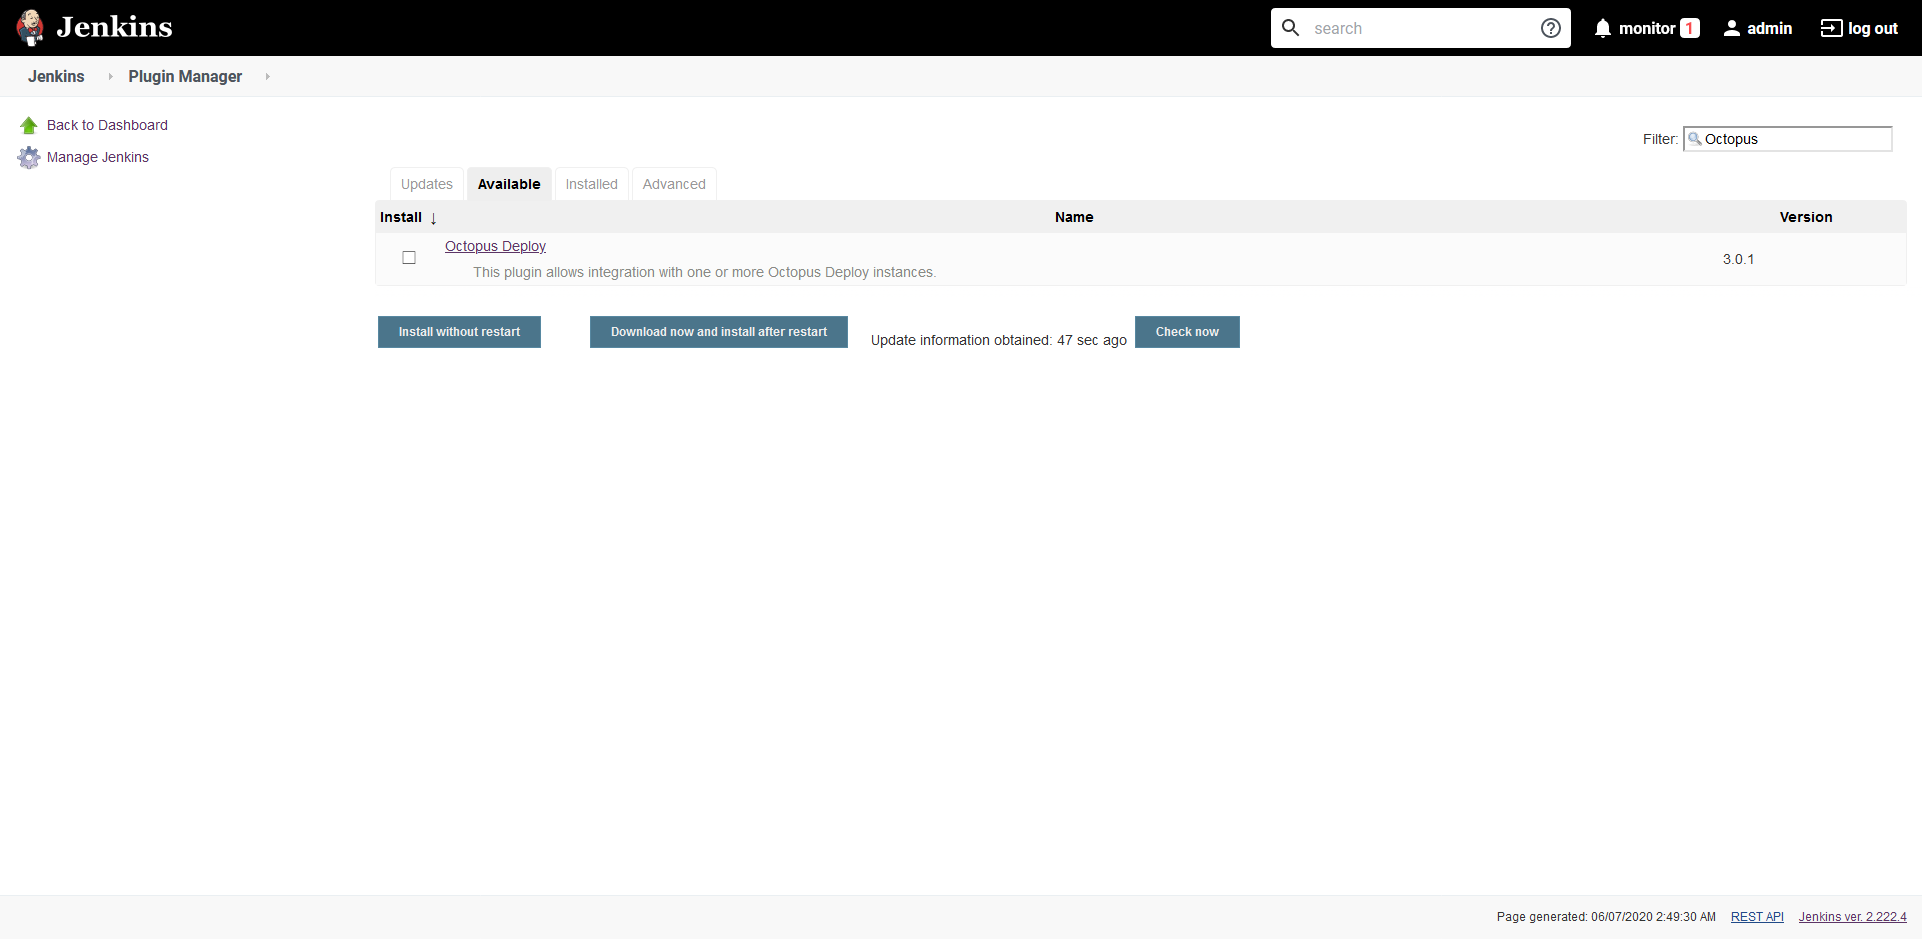 Jenkins
search
monitor 1
admin
log out
Jenkins
Plugin Manager
Back to Dashboard
Manage Jenkins
Filter: Octopus
Updates Available Installed Advanced
Install ↓ Name Version
Octopus Deploy
This plugin allows integration with one or more Octopus Deploy instances.
3.0.1
Install without restart
Download now and install after restart
Update information obtained: 47 sec ago
Check now
Page generated: 06/07/2020 2:49:30 AM REST API Jenkins ver. 2.222.4